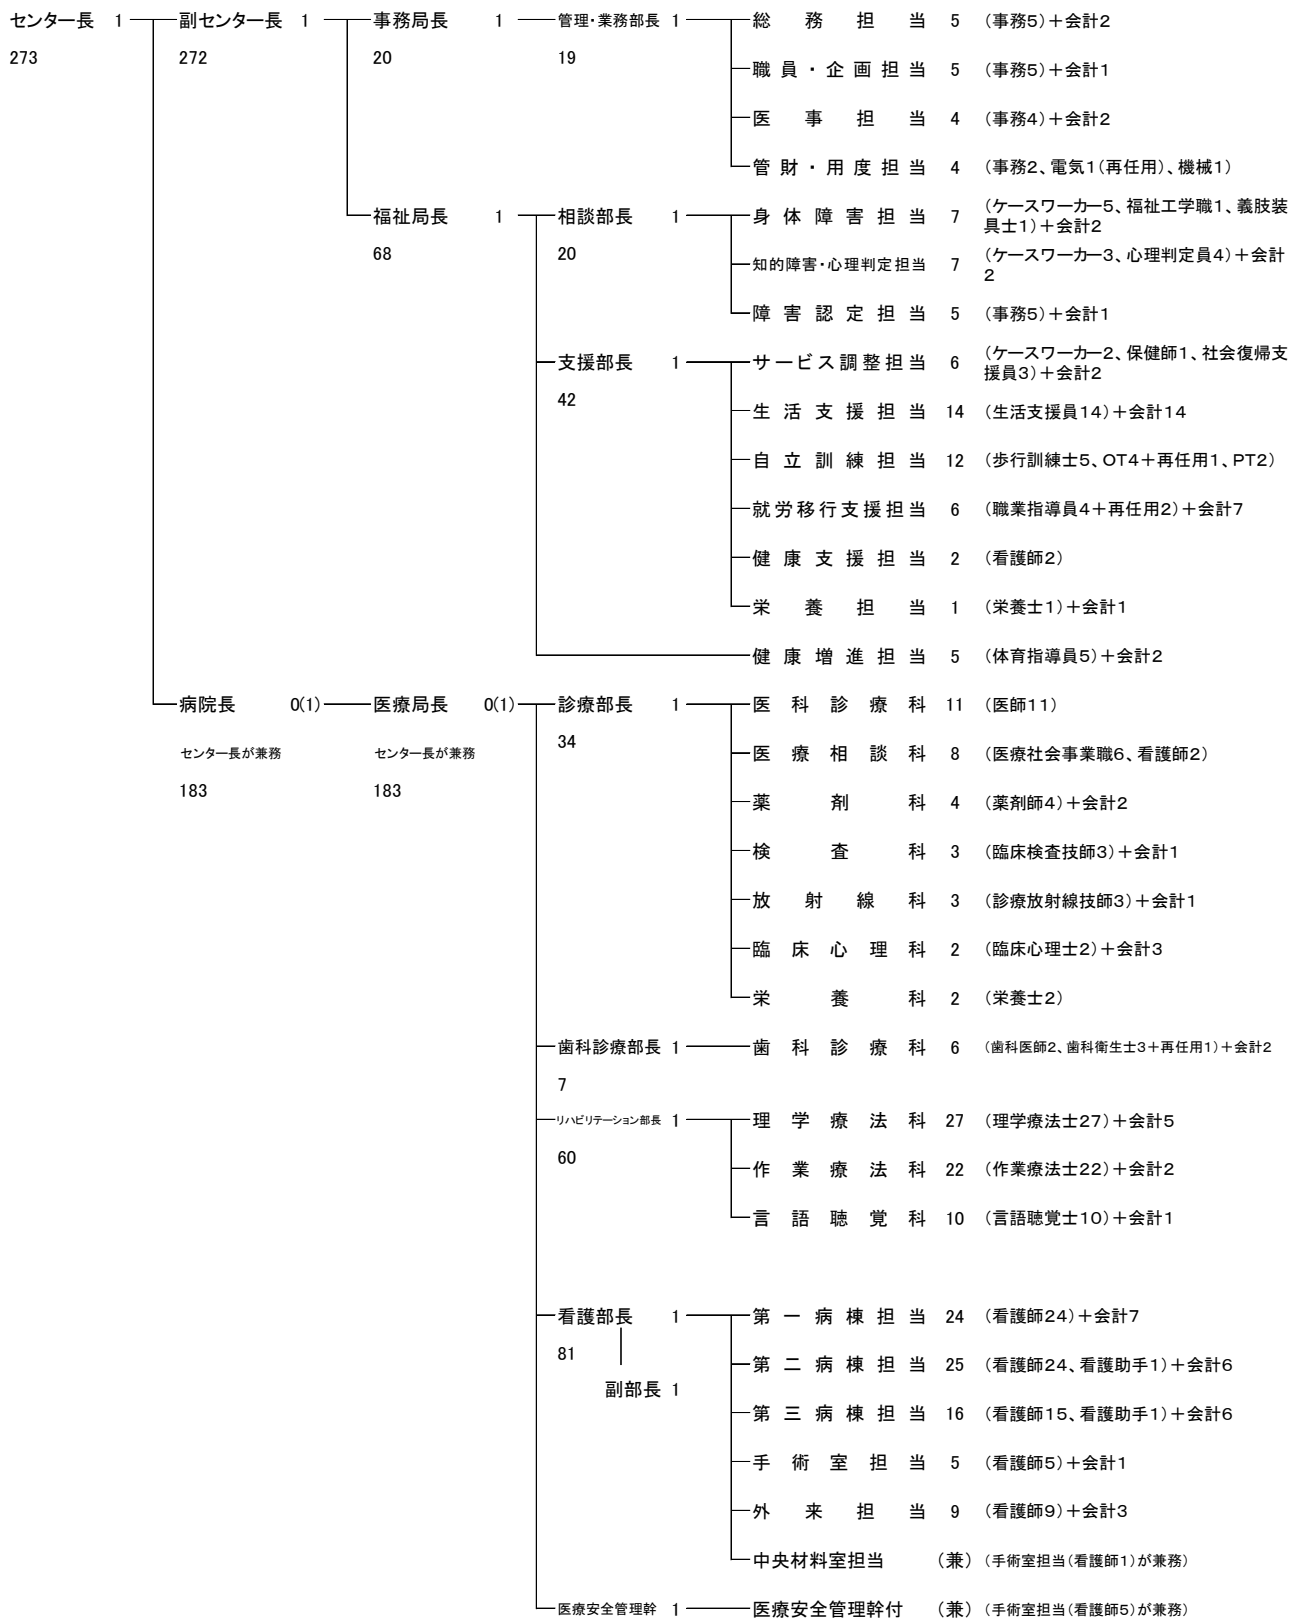 センター長 1 副センター長 1 事務局長 1 管理・業務部長 1 総務担当 5 (事務5)+会計2
273 272 20 19
職員・企画担当 5 (事務5)+会計1
医事担当 4 (事務4)+会計2
管財・用度担当 4 (事務2、電気1(再任用)、機械1)
福祉局長 1 相談部長 1 身体障害担当 7 (ケースワーカー5、福祉工学職1、義肢装
具士1)+会計2
68 20
知的障害・心理判定担当 7 (ケースワーカー3、心理判定員4)+会計
2
障害認定担当 5 (事務5)+会計1
支援部長 1 サービス調整担当 6 (ケースワーカー2、保健師1、社会復帰支
援員3)+会計2
42
生活支援担当 14 (生活支援員14)+会計14
自立訓練担当 12 (歩行訓練士5、OT4+再任用1、PT2)
就労移行支援担当 6 (職業指導員4+再任用2)+会計7
健康支援担当 2 (看護師2)
栄養担当 1 (栄養士1)+会計1
健康増進担当 5 (体育指導員5)+会計2
病院長 0(1) 医療局長 0(1) 診療部長 1 医科診療科 11 (医師11)
34
センター長が兼務 センター長が兼務 医療相談科 8 (医療社会事業職6、看護師2)
183 183
薬剤科 4 (薬剤師4)+会計2
検査科 3 (臨床検査技師3)+会計1
放射線科 3 (診療放射線技師3)+会計1
臨床心理科 2 (臨床心理士2)+会計3
栄養科 2 (栄養士2)
歯科診療部長 1 歯科診療科 6 (歯科医師2、歯科衛生士3+再任用1)+会計2
7
リハビリテーション部長 1 理学療法科 27 (理学療法士27)+会計5
60
作業療法科 22 (作業療法士22)+会計2
言語聴覚科 10 (言語聴覚士10)+会計1
看護部長 1 第一病棟担当 24 (看護師24)+会計7
81
第二病棟担当 25 (看護師24、看護助手1)+会計6
副部長 1
第三病棟担当 16 (看護師15、看護助手1)+会計6
手術室担当 5 (看護師5)+会計1
外来担当 9 (看護師9)+会計3
中央材料室担当 (兼) (手術室担当(看護師1)が兼務)
医療安全管理幹 1 医療安全管理幹付 (兼) (手術室担当(看護師5)が兼務)